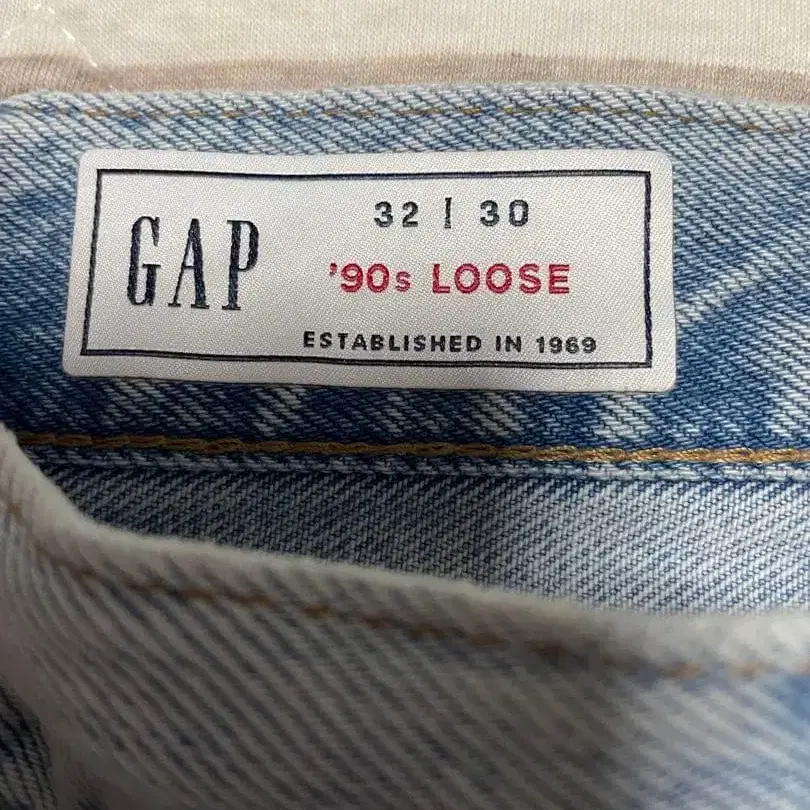 GAP
32 | 30
'90s LOOSE
ESTABLISHED IN 1969